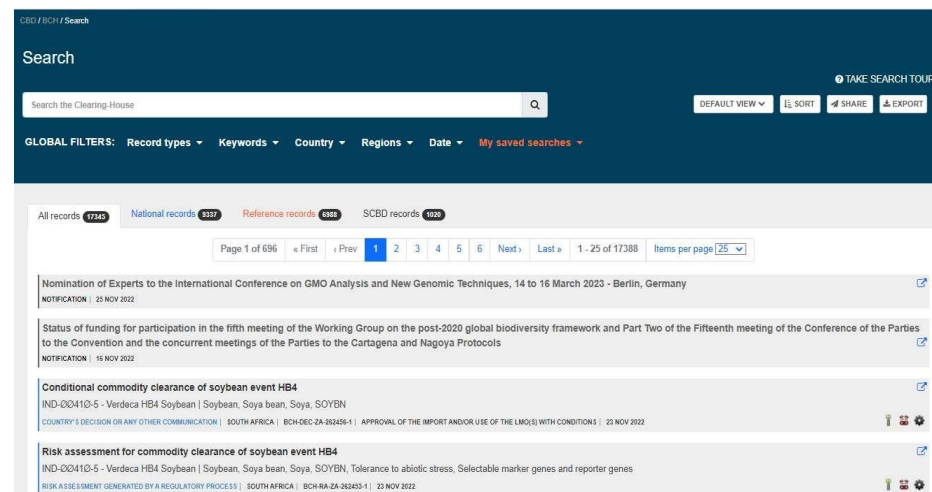 CBD / BCH / Search
Search
TAKE SEARCH TOUR
Search the Clearing-House
DEFAULT VIEW SORT SHARE EXPORT
GLOBAL FILTERS: Record types Keywords Country Regions Date My saved searches
All records 17345 National records 9337 Reference records 6988 SCBD records 1020
Page 1 of 696 « First ‹ Prev 1 2 3 4 5 6 Next › Last » 1 - 25 of 17388 Items per page 25
Nomination of Experts to the International Conference on GMO Analysis and New Genomic Techniques, 14 to 16 March 2023 - Berlin, Germany
NOTIFICATION | 25 NOV 2022
Status of funding for participation in the fifth meeting of the Working Group on the post-2020 global biodiversity framework and Part Two of the Fifteenth meeting of the Conference of the Parties
to the Convention and the concurrent meetings of the Parties to the Cartagena and Nagoya Protocols
NOTIFICATION | 16 NOV 2022
Conditional commodity clearance of soybean event HB4
IND-ØØ41Ø-5 - Verdeca HB4 Soybean | Soybean, Soya bean, Soya, SOYBN
COUNTRY'S DECISION OR ANY OTHER COMMUNICATION | SOUTH AFRICA | BCH-DEC-ZA-262456-1 | APPROVAL OF THE IMPORT AND/OR USE OF THE LMO(S) WITH CONDITIONS | 23 NOV 2022
Risk assessment for commodity clearance of soybean event HB4
IND-ØØ41Ø-5 - Verdeca HB4 Soybean | Soybean, Soya bean, Soya, SOYBN, Tolerance to abiotic stress, Selectable marker genes and reporter genes
RISK ASSESSMENT GENERATED BY A REGULATORY PROCESS | SOUTH AFRICA | BCH-RA-ZA-262453-1 | 23 NOV 2022